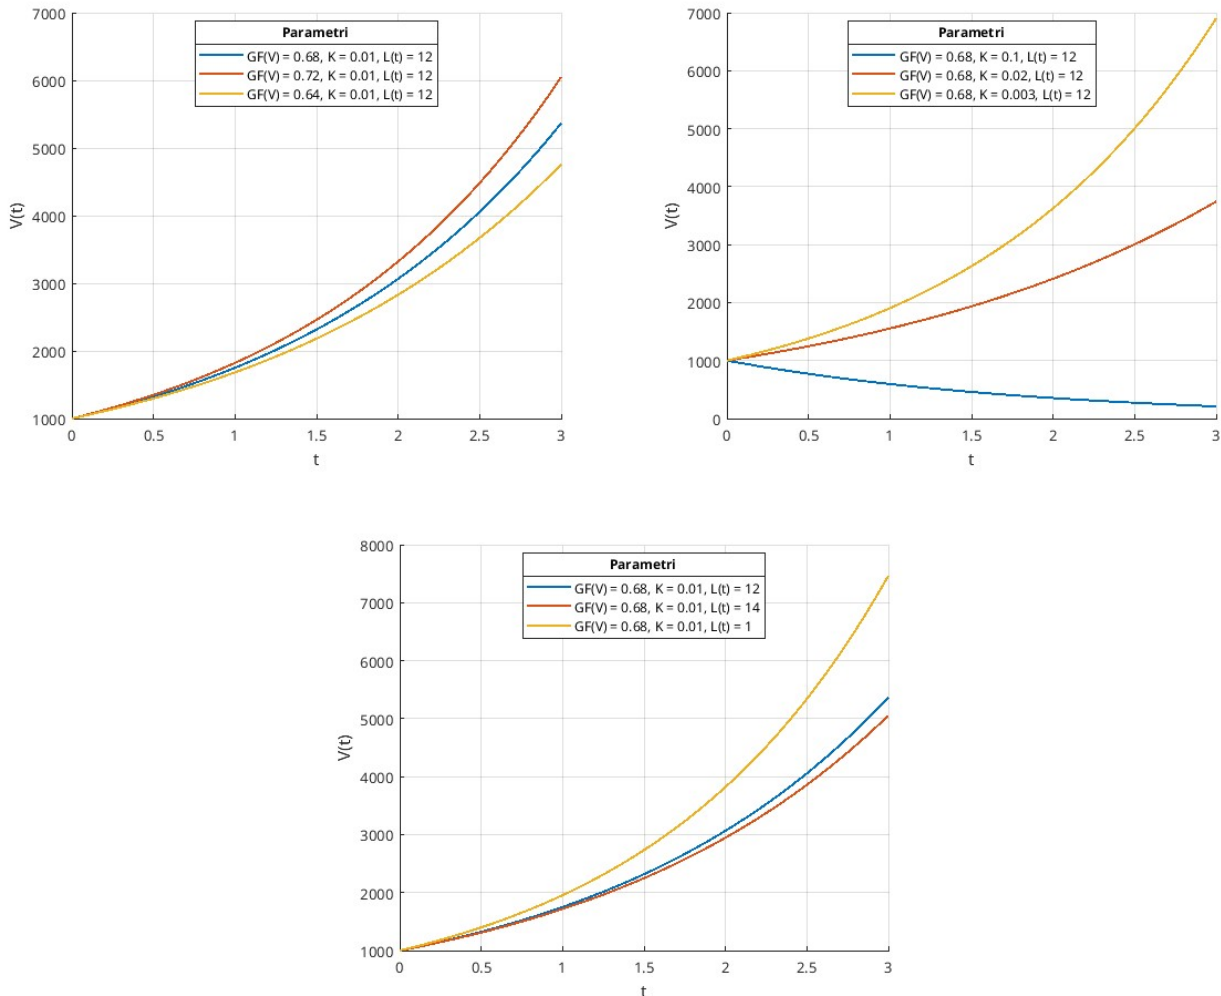 7000
6000
5000
4000
3000
2000
1000
V(t)
Parametri
GF(V) = 0.68, K = 0.01, L(t) = 12
GF(V) = 0.72, K = 0.01, L(t) = 12
GF(V) = 0.64, K = 0.01, L(t) = 12
0 0.5 1 1.5 2 2.5 3
t
7000
6000
5000
4000
3000
2000
1000
0
V(t)
Parametri
GF(V) = 0.68, K = 0.1, L(t) = 12
GF(V) = 0.68, K = 0.02, L(t) = 12
GF(V) = 0.68, K = 0.003, L(t) = 12
0 0.5 1 1.5 2 2.5 3
t
8000
7000
6000
5000
4000
3000
2000
1000
V(t)
Parametri
GF(V) = 0.68, K = 0.01, L(t) = 12
GF(V) = 0.68, K = 0.01, L(t) = 14
GF(V) = 0.68, K = 0.01, L(t) = 1
0 0.5 1 1.5 2 2.5 3
t